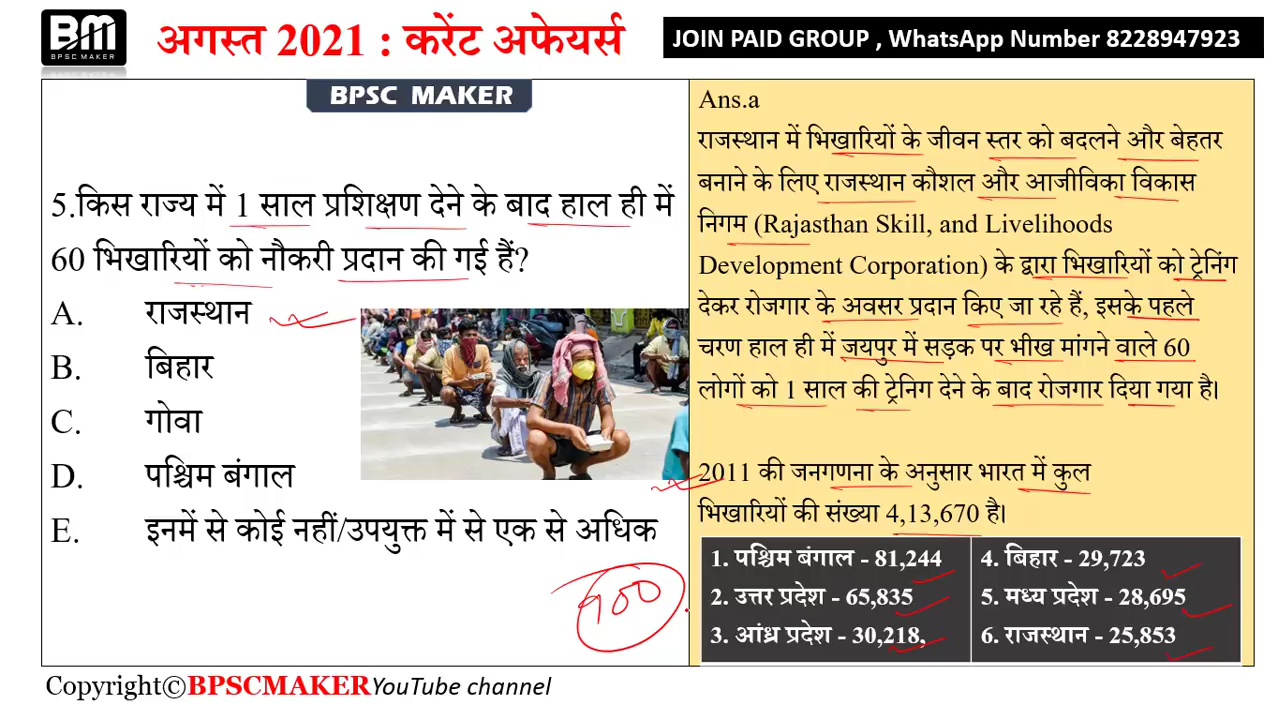 BM
BPSC MAKER
अगस्त 2021 : करेंट अफेयर्स
JOIN PAID GROUP , WhatsApp Number 8228947923
BPSC MAKER
5.किस राज्य में 1 साल प्रशिक्षण देने के बाद हाल ही में
60 भिखारियों को नौकरी प्रदान की गई हैं?
A. राजस्थान
B. बिहार
C. गोवा
D. पश्चिम बंगाल
E. इनमें से कोई नहीं/उपयुक्त में से एक से अधिक
Ans.a
राजस्थान में भिखारियों के जीवन स्तर को बदलने और बेहतर
बनाने के लिए राजस्थान कौशल और आजीविका विकास
निगम (Rajasthan Skill, and Livelihoods
Development Corporation) के द्वारा भिखारियों को ट्रेनिंग
देकर रोजगार के अवसर प्रदान किए जा रहे हैं, इसके पहले
चरण हाल ही में जयपुर में सड़क पर भीख मांगने वाले 60
लोगों को 1 साल की ट्रेनिग देने के बाद रोजगार दिया गया है।
2011 की जनगणना के अनुसार भारत में कुल
भिखारियों की संख्या 4,13,670 है।
1. पश्चिम बंगाल - 81,244
2. उत्तर प्रदेश - 65,835
3. आंध्र प्रदेश - 30,218,
4. बिहार - 29,723
5. मध्य प्रदेश - 28,695
6. राजस्थान - 25,853
Copyright©BPSCMAKERYouTube channel